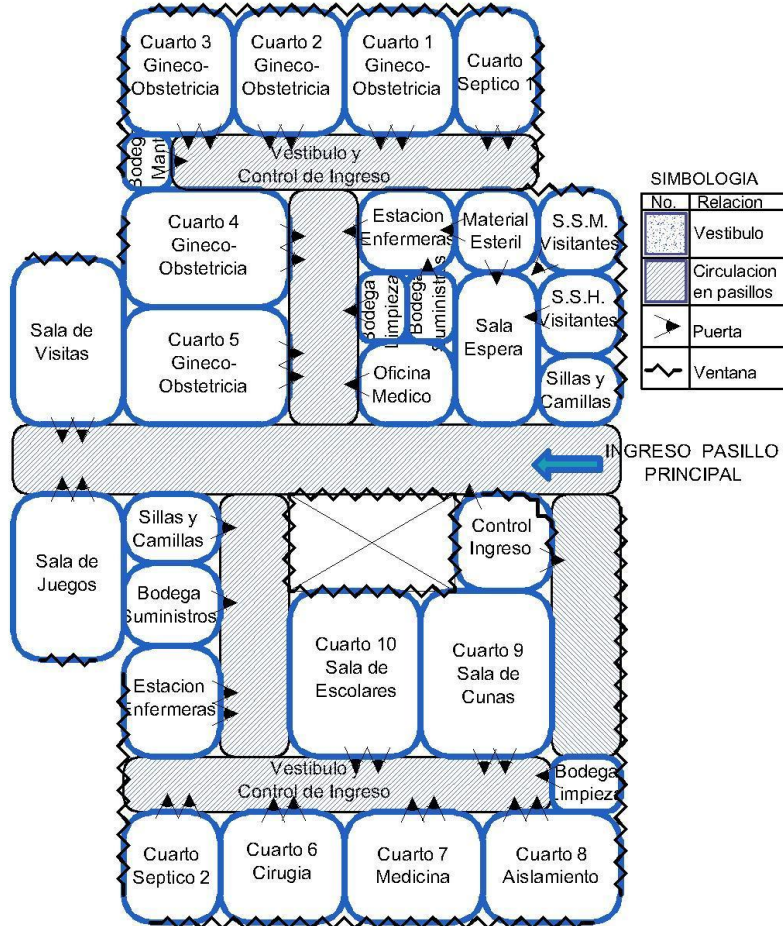 Cuarto 3
Gineco-
Obstetricia
Cuarto 2
Gineco-
Obstetricia
Cuarto 1
Gineco-
Obstetricia
Cuarto
Septico 1
Bodega
Mant
Vestibulo y
Control de Ingreso
Cuarto 4
Gineco-
Obstetricia
Estacion
Enfermeras
Material
Esteril
S.S.M.
Visitantes
Sala de
Visitas
Cuarto 5
Gineco-
Obstetricia
Bodega
Limpieza
Bodega
Suministros
Sala
Espera
S.S.H.
Visitantes
Oficina
Medico
Sillas y
Camillas
SIMBOLOGIA
No. Relacion
Vestibulo
Circulacion
en pasillos
Puerta
Ventana
INGRESO PASILLO
PRINCIPAL
Sala de
Juegos
Sillas y
Camillas
Bodega
Suministros
Estacion
Enfermeras
Control
Ingreso
Cuarto 10
Sala de
Escolares
Cuarto 9
Sala de
Cunas
Vestibulo y
Control de Ingreso
Bodega
Limpieza
Cuarto
Septico 2
Cuarto 6
Cirugia
Cuarto 7
Medicina
Cuarto 8
Aislamiento